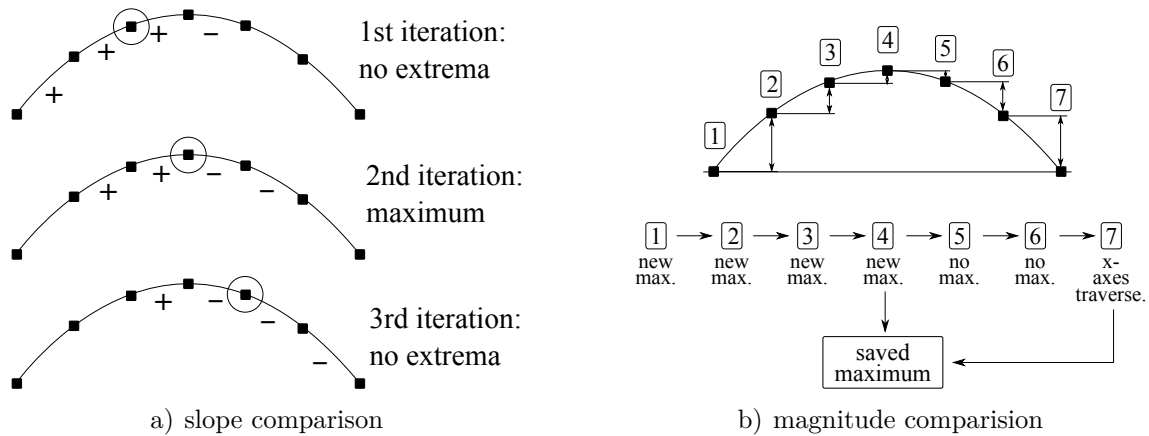 1st iteration:
no extrema
+ + + −
2nd iteration:
maximum
+ + − −
3rd iteration:
no extrema
+ − − −
a) slope comparison
1 2 3 4 5 6 7
1 2 3 4 5 6 7
new max.
new max.
new max.
new max.
no max.
no max.
x-
axes
traverse.
saved
maximum
b) magnitude comparision